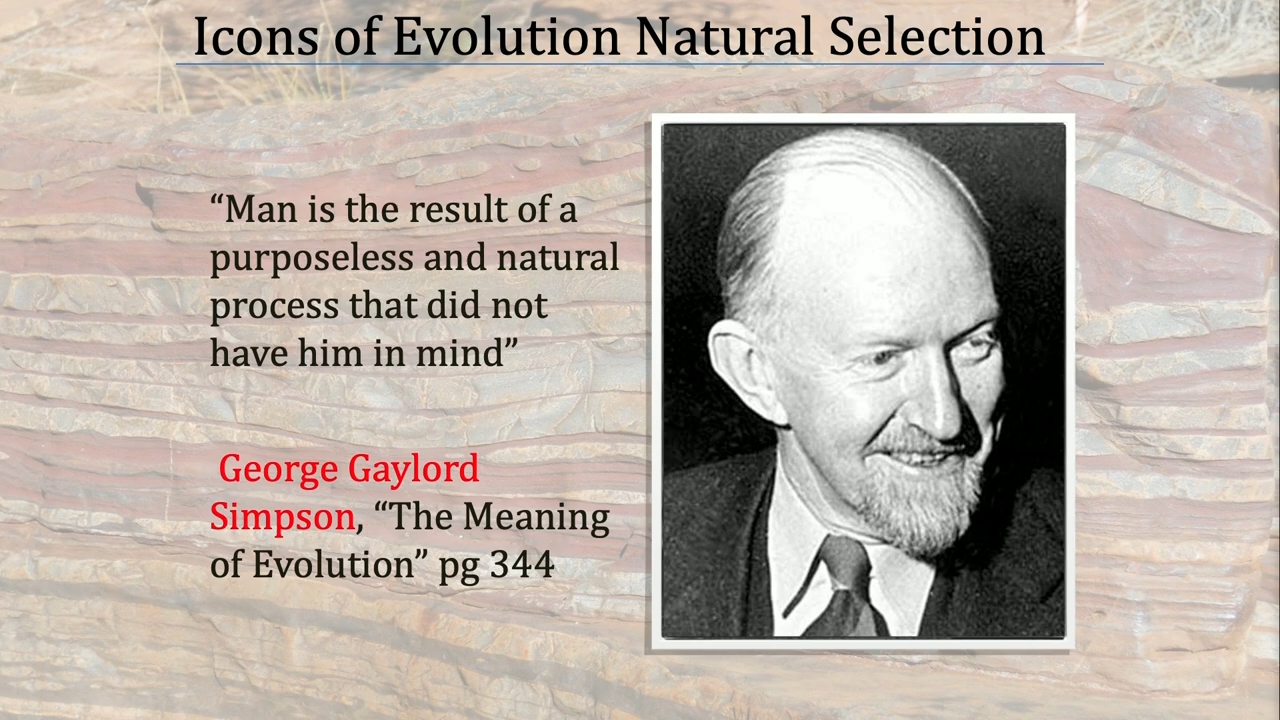 Icons of Evolution Natural Selection
“Man is the result of a
purposeless and natural
process that did not
have him in mind”
George Gaylord
Simpson, “The Meaning
of Evolution” pg 344